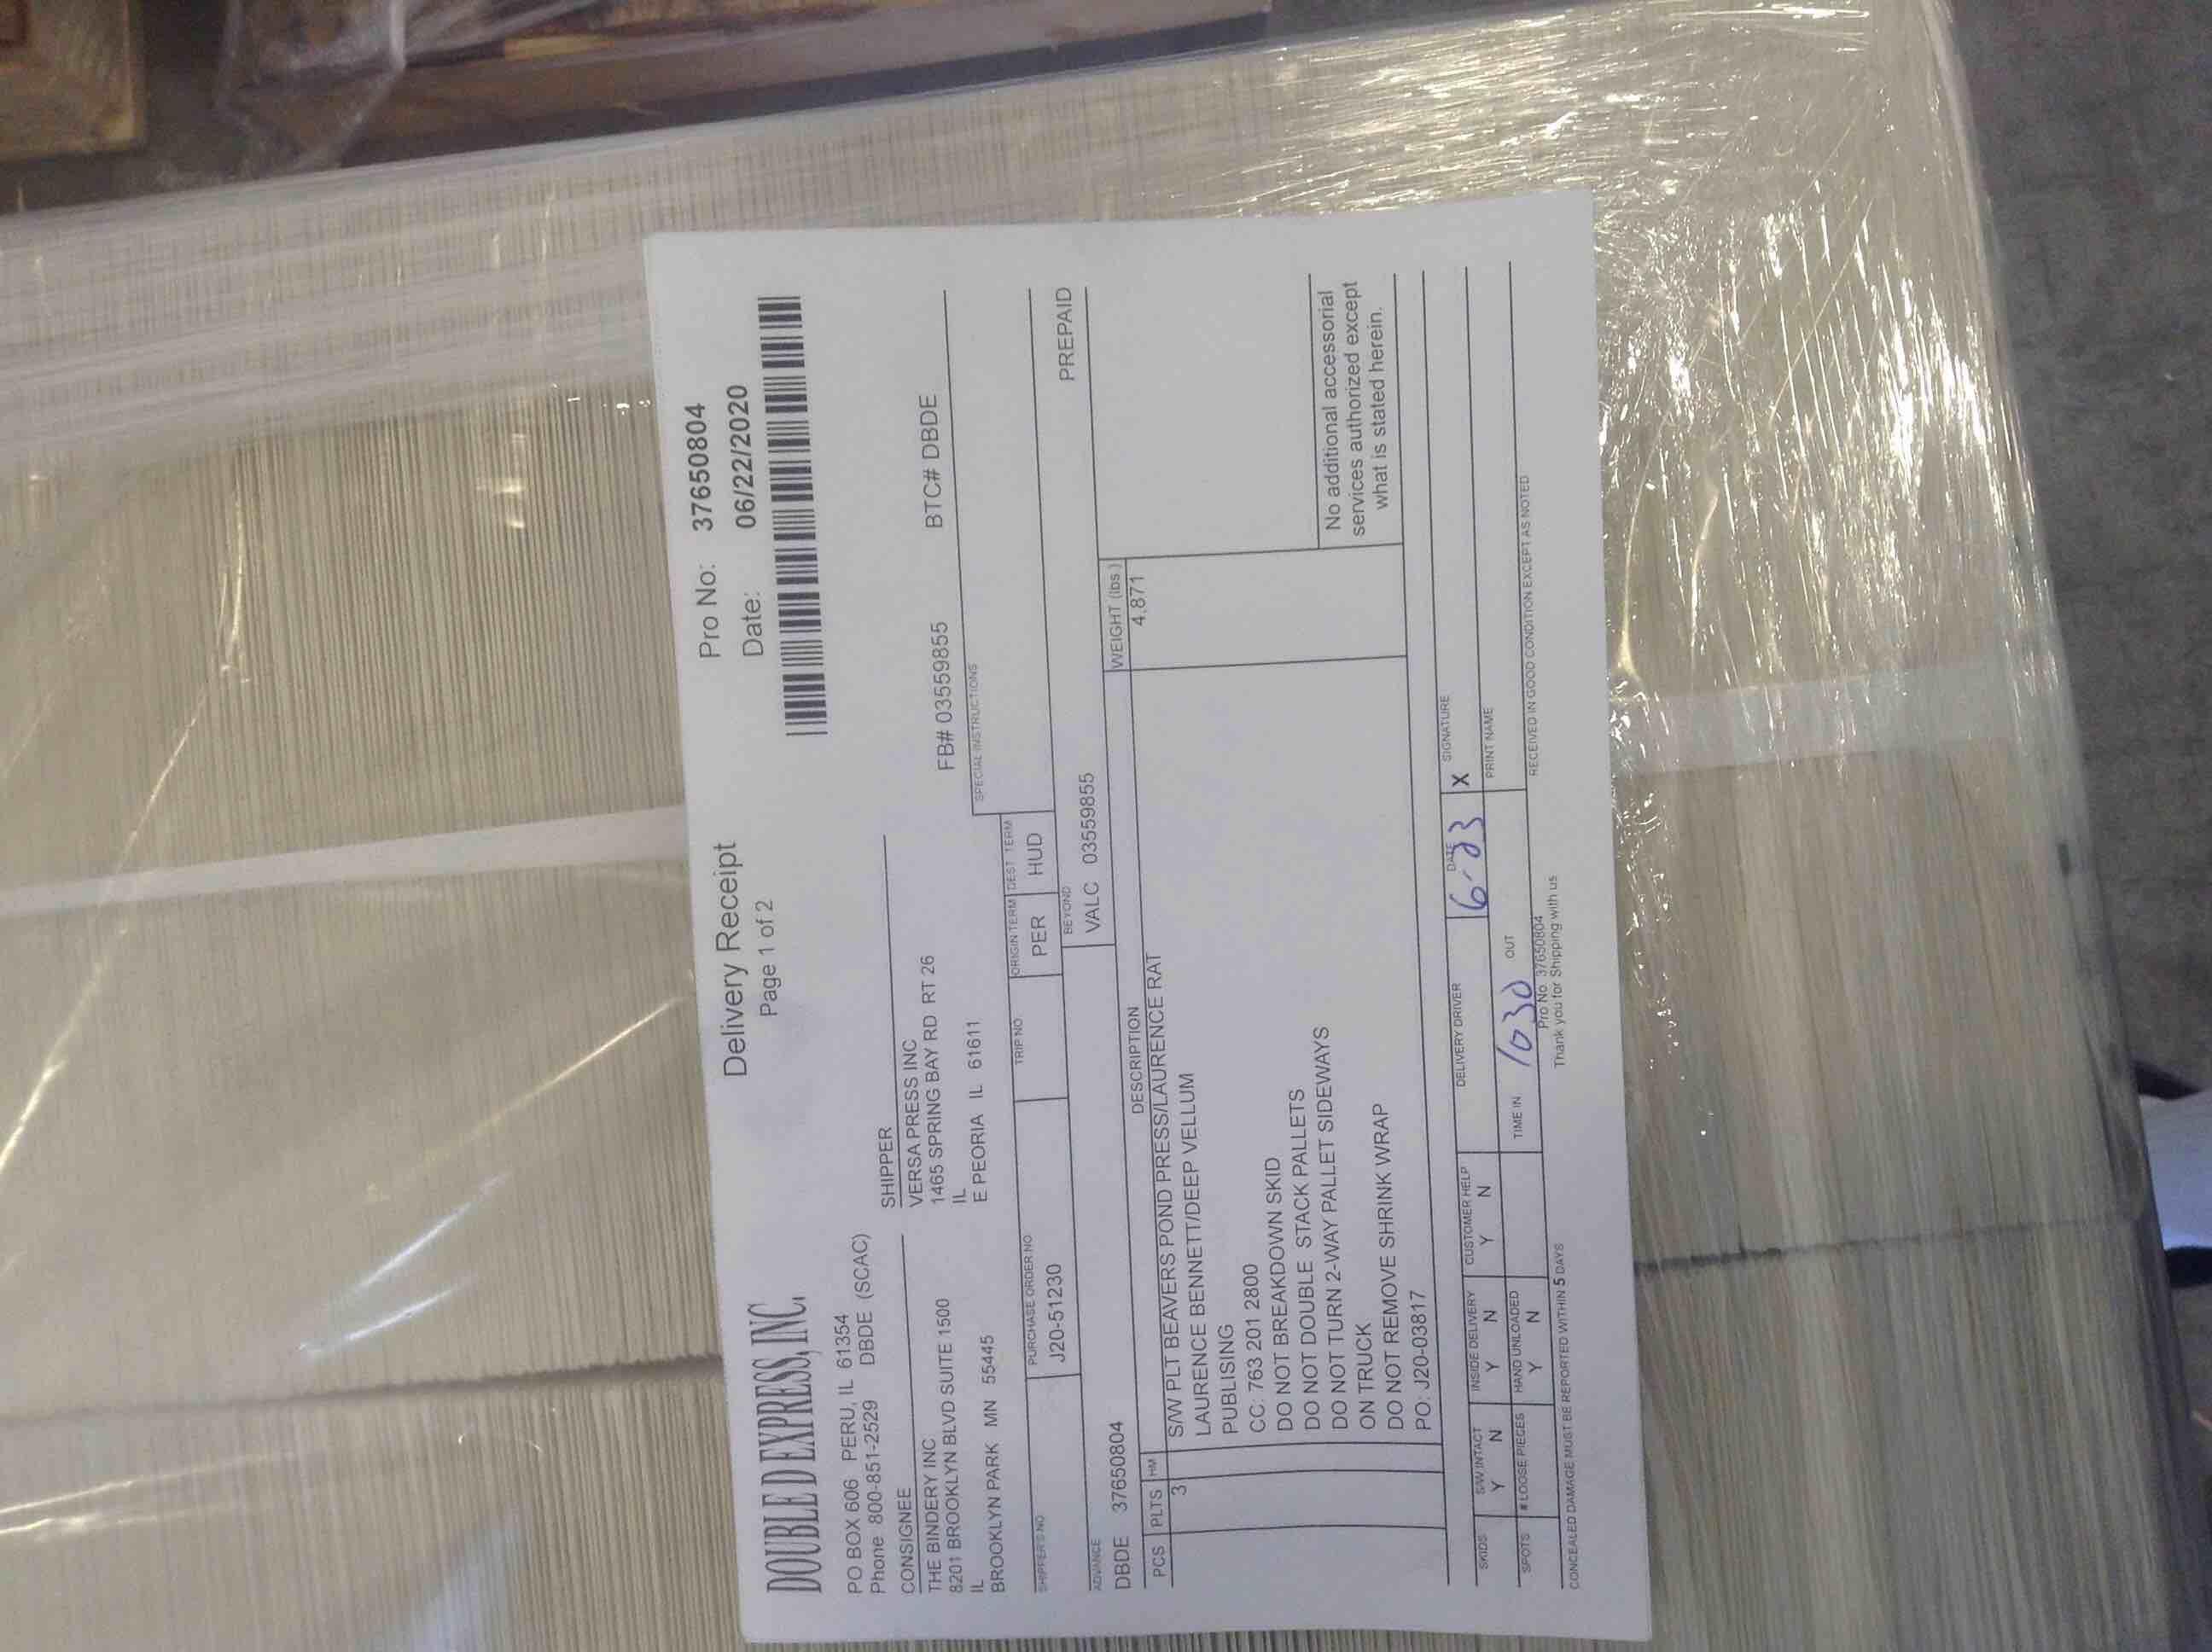 DOUBLE D EXPRESS, INC.
PO BOX 606 PERU, IL 61354
Phone 800-851-2529 DBDE (SCAC)
Delivery Receipt
Page 1 of 2
Pro No: 37650804
Date: 06/22/2020
CONSIGNEE
THE BINDERY INC
8201 BROOKLYN BLVD SUITE 1500
IL
BROOKLYN PARK MN 55445
SHIPPER
VERSA PRESS INC
1465 SPRING BAY RD RT 26
IL
E PEORIA IL 61611
FB# 03559855 BTC# DBDE
SHIPPER'S NO
PURCHASE ORDER NO
J20-51230
TRIP NO
ORIGIN TERM
PER
DEST TERM
HUD
SPECIAL INSTRUCTIONS
ADVANCE
DBDE 37650804
BEYOND
VALC 03559855
PREPAID
PCS PLTS HM DESCRIPTION WEIGHT (lbs)
3 S/W PLT BEAVERS POND PRESS/LAURENCE RAT 4,871
LAURENCE BENNETT/DEEP VELLUM
PUBLISING
CC: 763 201 2800
DO NOT BREAKDOWN SKID
DO NOT DOUBLE STACK PALLETS
DO NOT TURN 2-WAY PALLET SIDEWAYS
ON TRUCK
DO NOT REMOVE SHRINK WRAP
PO: J20-03817
No additional accessorial
services authorized except
what is stated herein.
SKIDS S/W INTACT INSIDE DELIVERY CUSTOMER HELP DELIVERY DRIVER DATE SIGNATURE
Y N Y N Y N 6-23 X
SPOTS # LOOSE PIECES HAND UNLOADED TIME IN 1030 OUT PRINT NAME
Y N
Pro No 37650804
CONCEALED DAMAGE MUST BE REPORTED WITHIN 5 DAYS Thank you for Shipping with us RECEIVED IN GOOD CONDITION EXCEPT AS NOTED